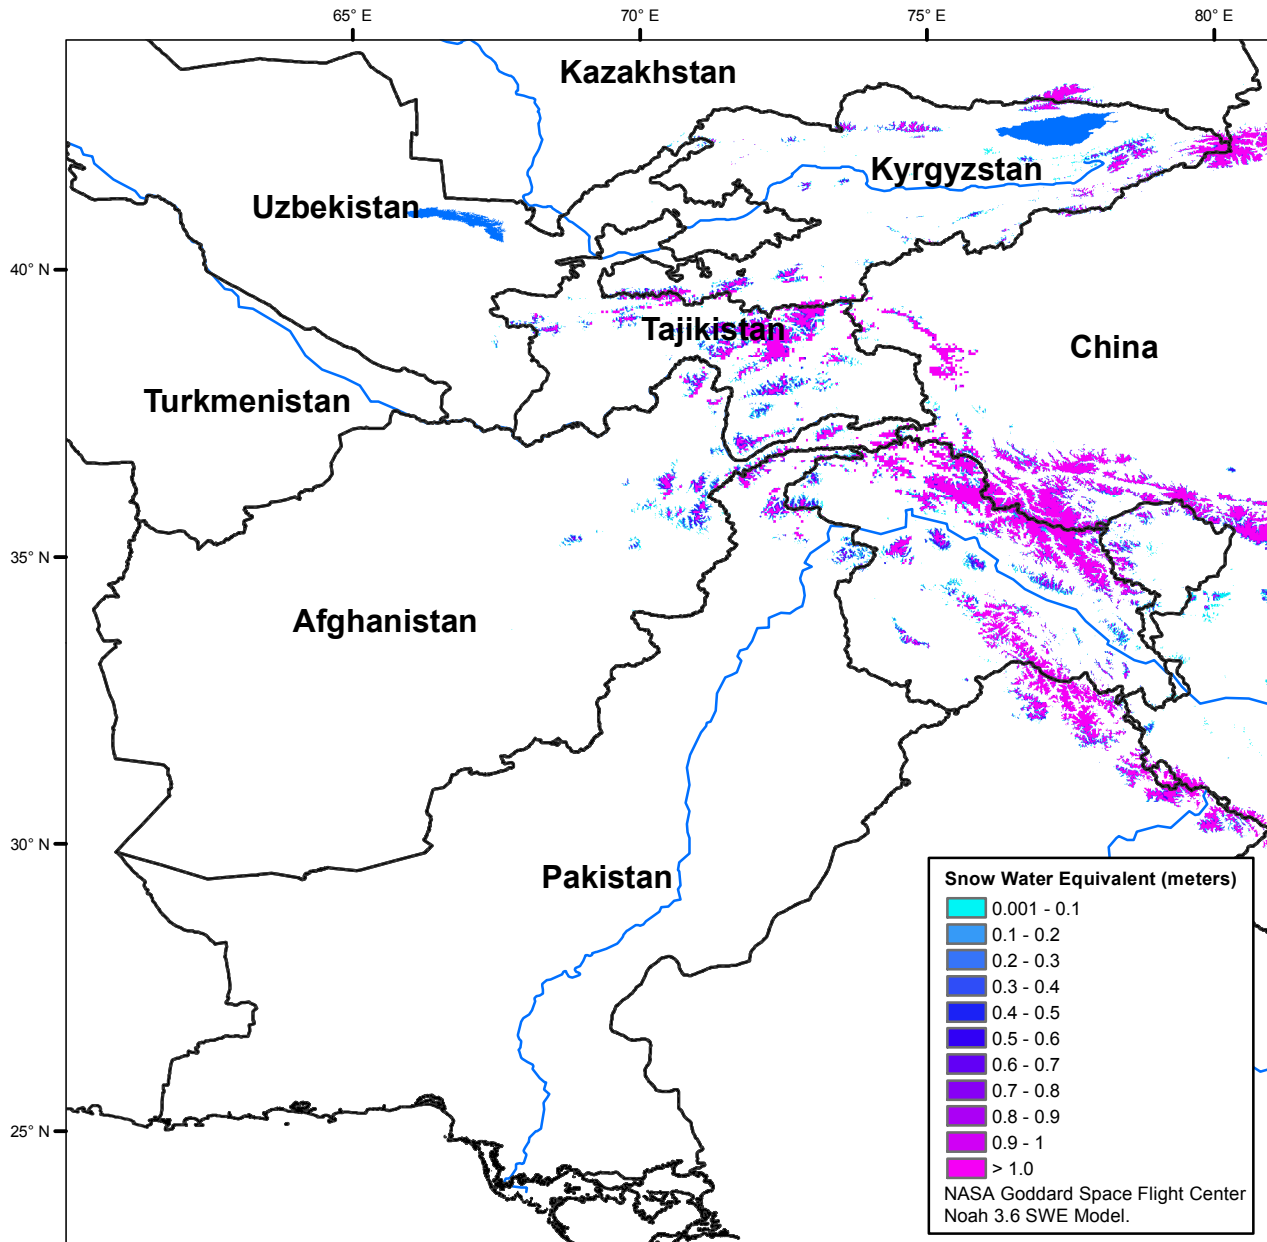 65° E
70° E
75° E
80° E
Kazakhstan
Kyrgyzstan
Uzbekistan
40° N
Tajikistan
China
Turkmenistan
35° N
Afghanistan
30° N
Pakistan
25° N
Snow Water Equivalent (meters)
0.001 - 0.1
0.1 - 0.2
0.2 - 0.3
0.3 - 0.4
0.4 - 0.5
0.5 - 0.6
0.6 - 0.7
0.7 - 0.8
0.8 - 0.9
0.9 - 1
> 1.0
NASA Goddard Space Flight Center
Noah 3.6 SWE Model.